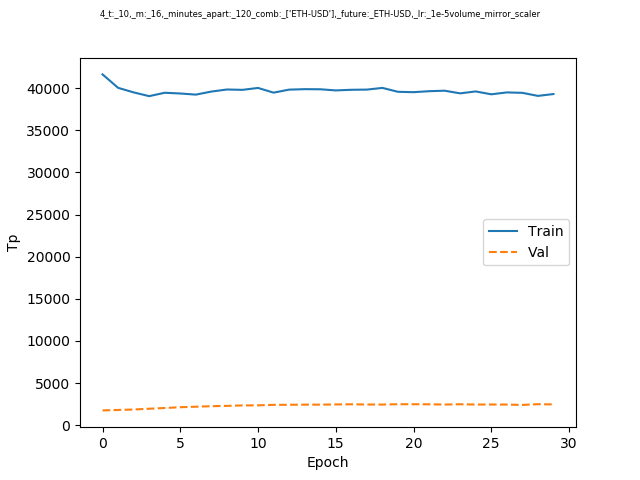 4_t:_10,_m:_16,_minutes_apart:_120_comb:_['ETH-USD'],_future:_ETH-USD,_lr:_1e-5volume_mirror_scaler
40000
35000
30000
25000
20000
15000
10000
5000
0
Tp
Train
Val
0 5 10 15 20 25 30
Epoch